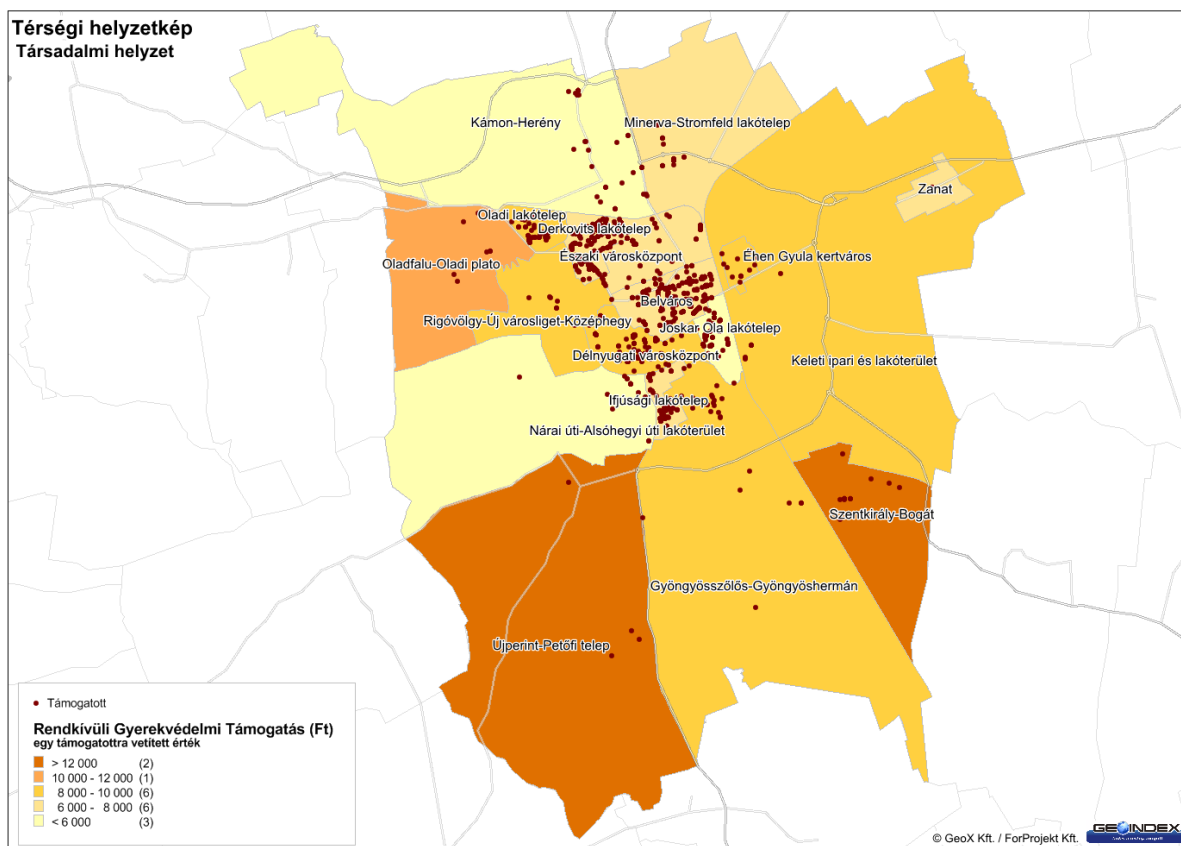 Térségi helyzetkép
Társadalmi helyzet
Kámon-Herény
Minerva-Stromfeld lakótelep
Zanat
Oladi lakótelep
Derkovits lakótelep
Északi városközpont
Éhen Gyula kertváros
Oladfalu-Oladi plato
Belváros
Rigóvölgy-Új városliget-Középhegy
Joskar Ola lakótelep
Délnyugati városközpont
Keleti ipari és lakóterület
Ifjúsági lakótelep
Nárai úti-Alsóhegyi úti lakóterület
Szentkirály-Bogát
Gyöngyösszőlős-Gyöngyöshermán
Újperint-Petőfi telep
Támogatott
Rendkívüli Gyerekvédelmi Támogatás (Ft)
egy támogatottra vetített érték
> 12 000 (2)
10 000 - 12 000 (1)
8 000 - 10 000 (6)
6 000 - 8 000 (6)
< 6 000 (3)
© GeoX Kft. / ForProjekt Kft.
GEOINDEX